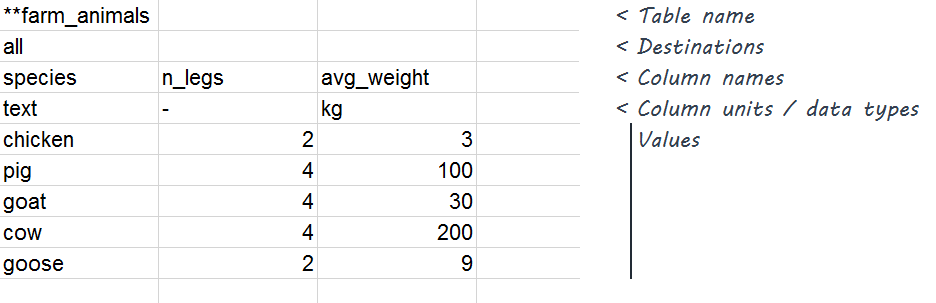 **farm_animals < Table name
all < Destinations
species n_legs avg_weight < Column names
text - kg < Column units / data types
chicken 2 3 Values
pig 4 100
goat 4 30
cow 4 200
goose 2 9